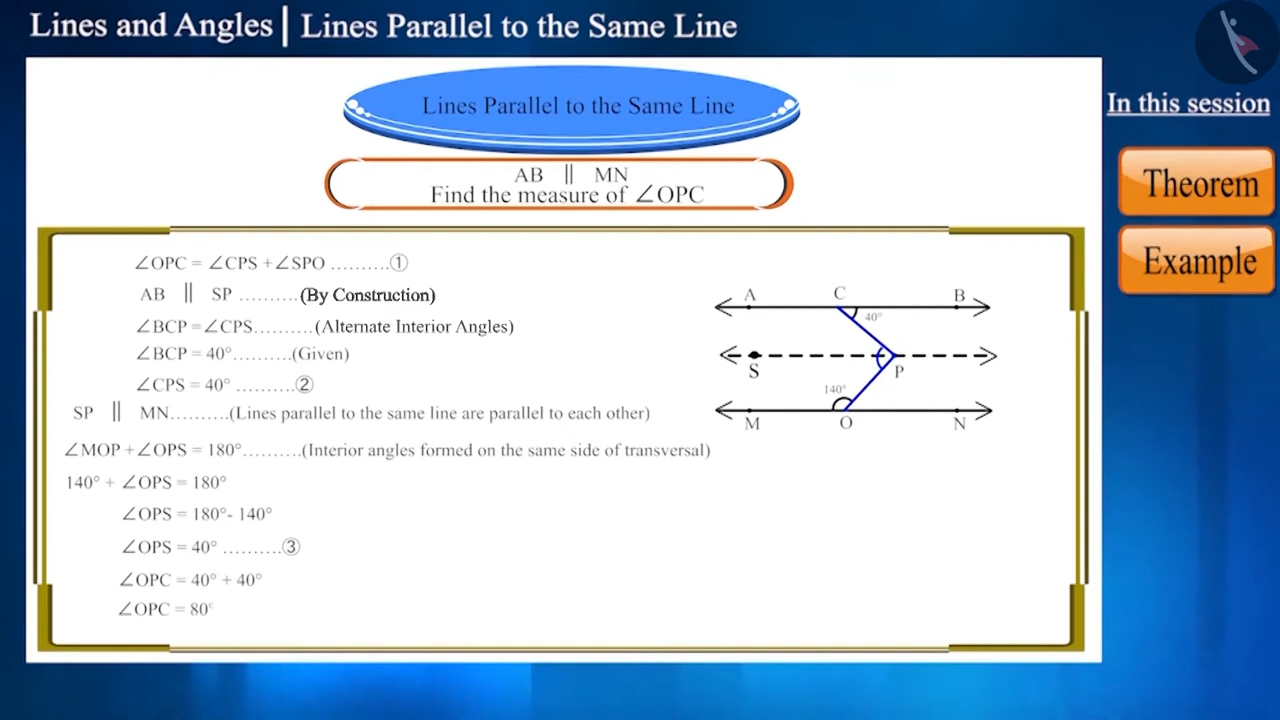 Lines and Angles | Lines Parallel to the Same Line
In this session
Theorem
Example
Lines Parallel to the Same Line
AB || MN
Find the measure of ∠OPC
∠OPC = ∠CPS +∠SPO ..........①
AB || SP ..........(By Construction)
∠BCP =∠CPS..........(Alternate Interior Angles)
∠BCP = 40°..........(Given)
∠CPS = 40° ..........②
SP || MN..........(Lines parallel to the same line are parallel to each other)
∠MOP +∠OPS = 180°..........(Interior angles formed on the same side of transversal)
140° + ∠OPS = 180°
∠OPS = 180°- 140°
∠OPS = 40° ..........③
∠OPC = 40° + 40°
∠OPC = 80°
A C B
40°
S P
140°
M O N